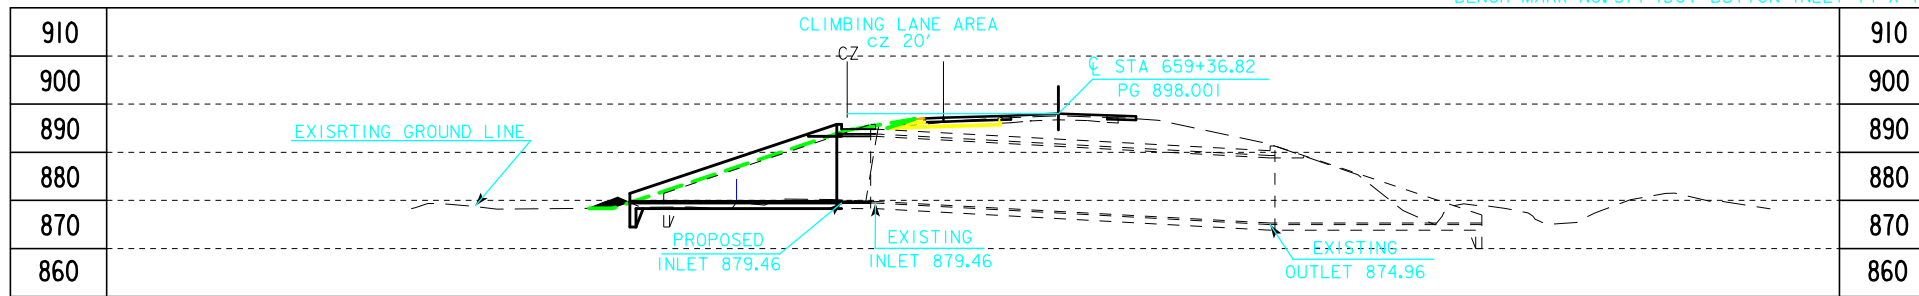 910 910
CLIMBING LANE AREA
cz 20'
CZ
900 900
℄ STA 659+36.82
PG 898.001
890 890
EXISRTING GROUND LINE
880 880
870 870
PROPOSED
INLET 879.46
EXISTING
INLET 879.46
EXISTING
OUTLET 874.96
860 860